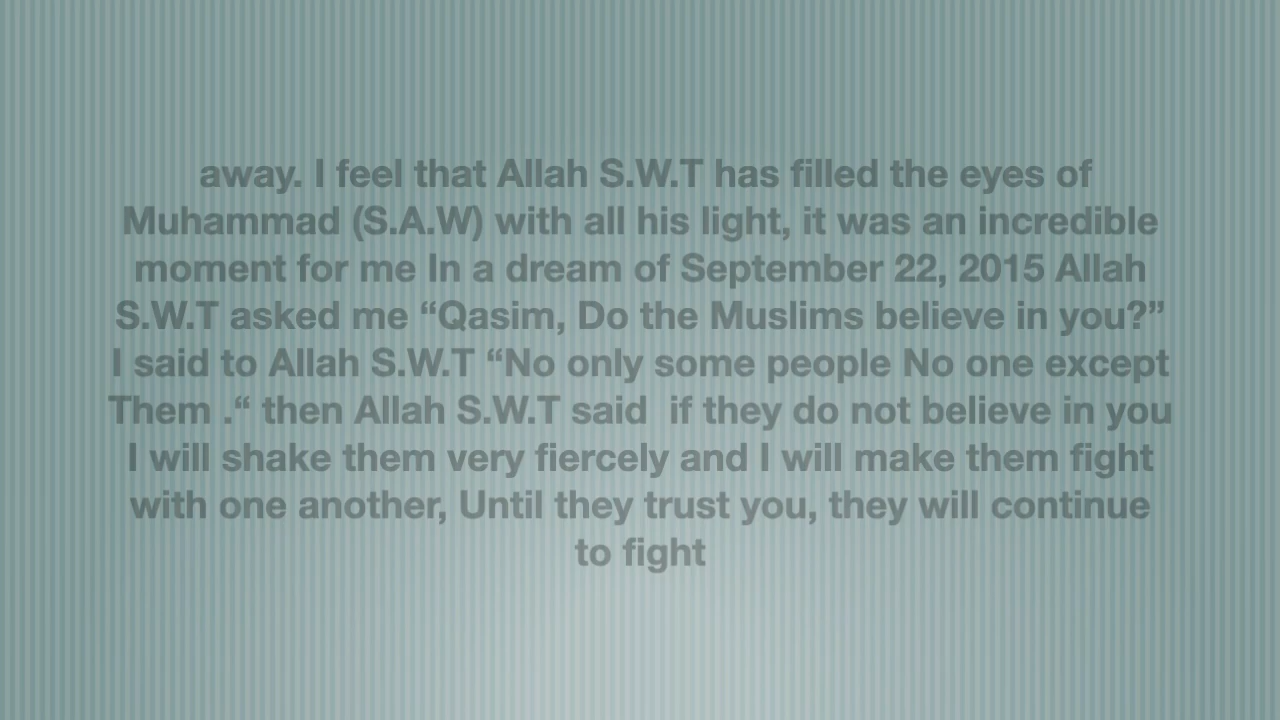 away. I feel that Allah S.W.T has filled the eyes of
Muhammad (S.A.W) with all his light, it was an incredible
moment for me In a dream of September 22, 2015 Allah
S.W.T asked me “Qasim, Do the Muslims believe in you?”
I said to Allah S.W.T “No only some people No one except
Them .“ then Allah S.W.T said  if they do not believe in you
I will shake them very fiercely and I will make them fight
with one another, Until they trust you, they will continue
to fight